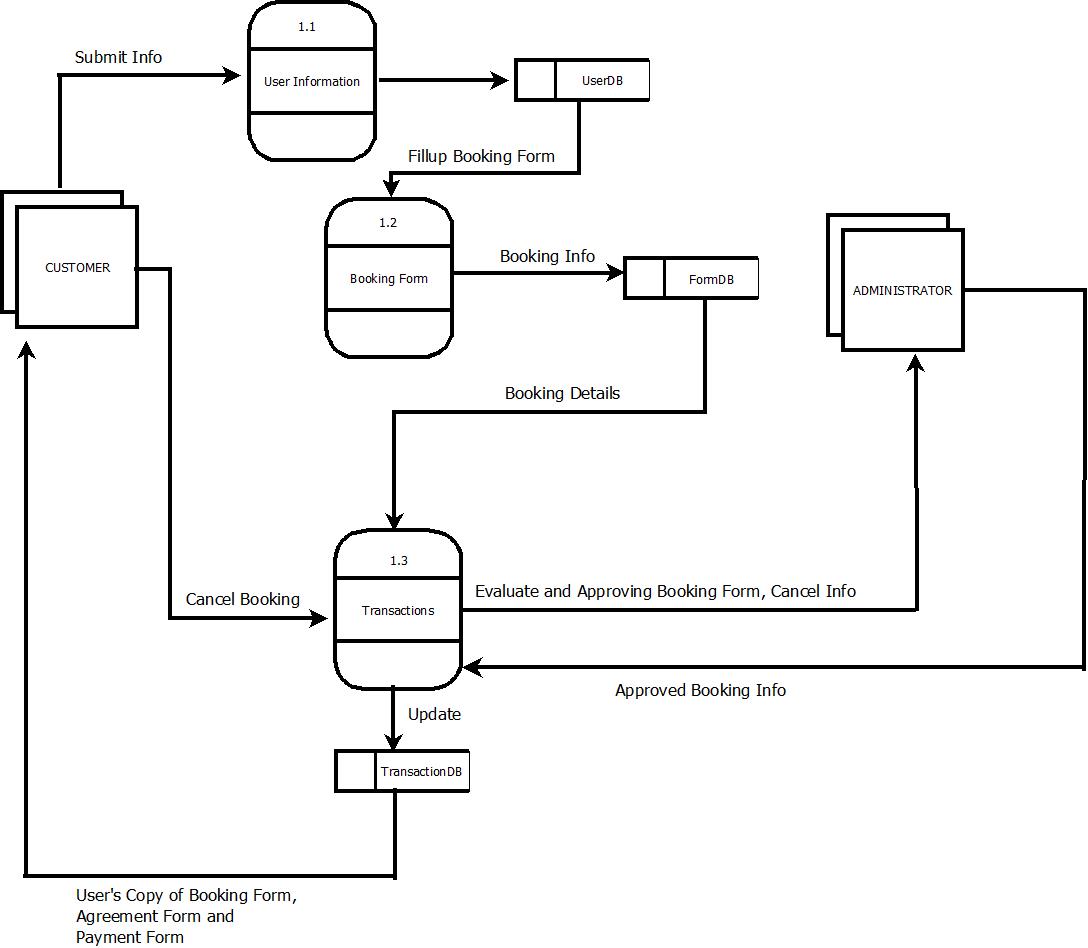 1.1
Submit Info
User Information
UserDB
Fillup Booking Form
1.2
Booking Info
CUSTOMER
Booking Form
FormDB
ADMINISTRATOR
Booking Details
1.3
Evaluate and Approving Booking Form, Cancel Info
Cancel Booking
Transactions
Approved Booking Info
Update
TransactionDB
User's Copy of Booking Form,
Agreement Form and
Payment Form